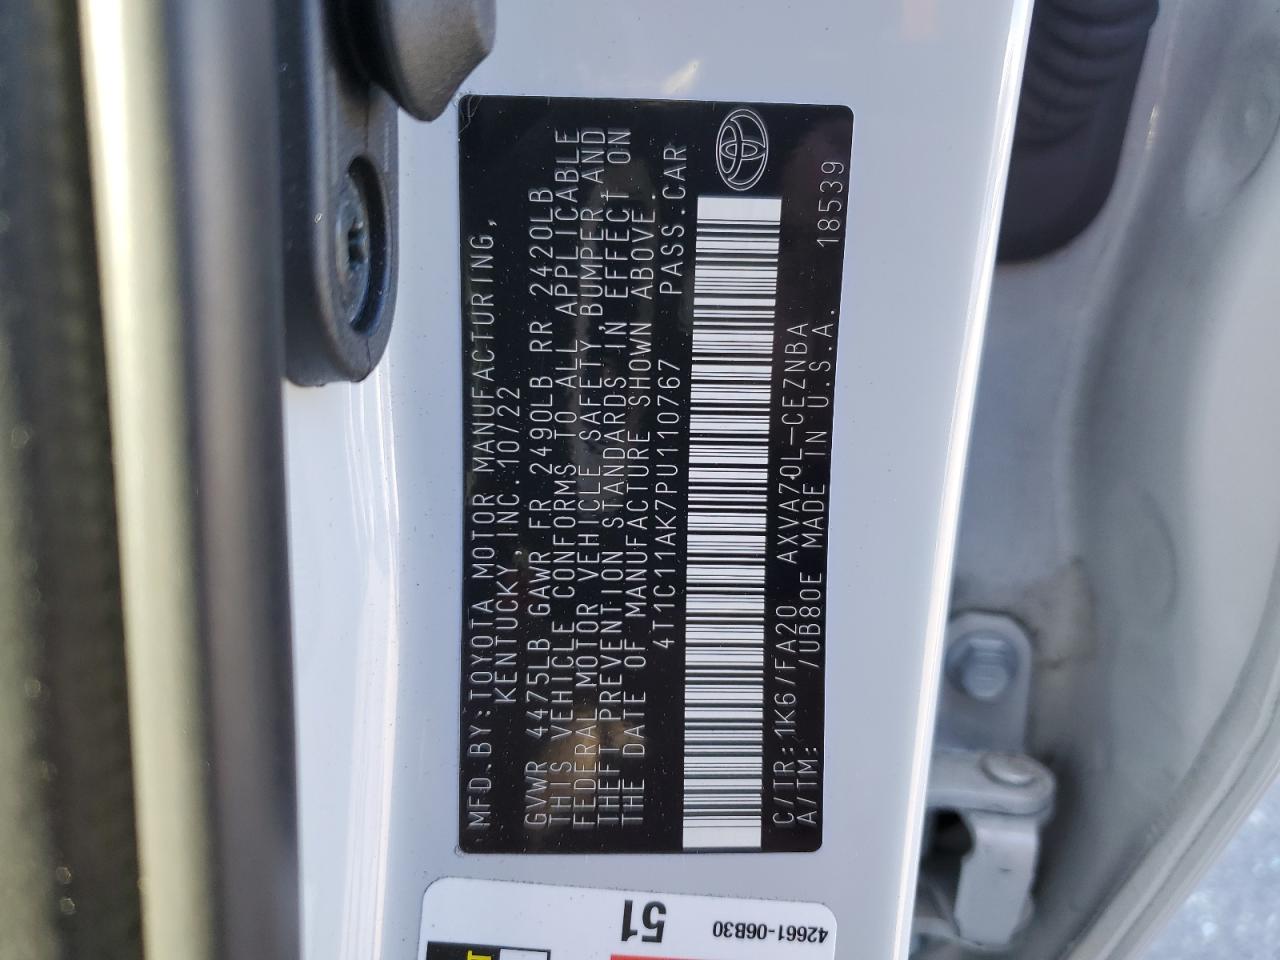 MFD.BY:TOYOTA MOTOR MANUFACTURING,
KENTUCKY, INC.10/22
GVWR 4475LB GAWR FR 2490LB RR 2420LB
THIS VEHICLE CONFORMS TO ALL APPLICABLE
FEDERAL MOTOR VEHICLE SAFETY, BUMPER, AND
THEFT PREVENTION STANDARDS IN EFFECT ON
THE DATE OF MANUFACTURE SHOWN ABOVE.
4T1C11AK7PU110767 PASS.CAR
C/TR: 1K6/FA20 AXVA70L-CEZNBA
A/TM: /UB80E MADE IN U.S.A. 18539
51
42661-06B30